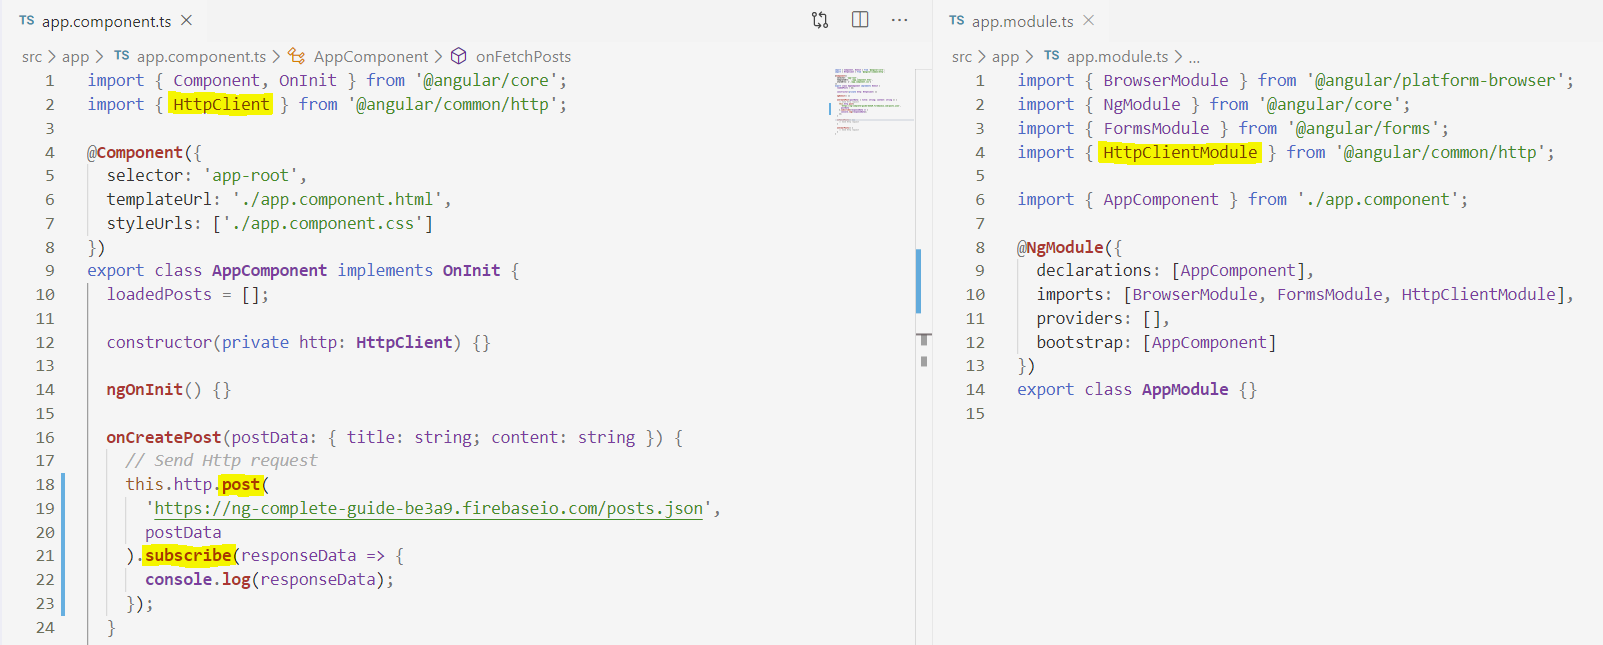 TS app.component.ts ×
src > app > TS app.component.ts > AppComponent > onFetchPosts
1 import { Component, OnInit } from '@angular/core';
2 import { HttpClient } from '@angular/common/http';
3
4 @Component({
5 selector: 'app-root',
6 templateUrl: './app.component.html',
7 styleUrls: ['./app.component.css']
8 })
9 export class AppComponent implements OnInit {
10 loadedPosts = [];
11
12 constructor(private http: HttpClient) {}
13
14 ngOnInit() {}
15
16 onCreatePost(postData: { title: string; content: string }) {
17 // Send Http request
18 this.http.post(
19 'https://ng-complete-guide-be3a9.firebaseio.com/posts.json',
20 postData
21 ).subscribe(responseData => {
22 console.log(responseData);
23 });
24 }
TS app.module.ts ×
src > app > TS app.module.ts > ...
1 import { BrowserModule } from '@angular/platform-browser';
2 import { NgModule } from '@angular/core';
3 import { FormsModule } from '@angular/forms';
4 import { HttpClientModule } from '@angular/common/http';
5
6 import { AppComponent } from './app.component';
7
8 @NgModule({
9 declarations: [AppComponent],
10 imports: [BrowserModule, FormsModule, HttpClientModule],
11 providers: [],
12 bootstrap: [AppComponent]
13 })
14 export class AppModule {}
15